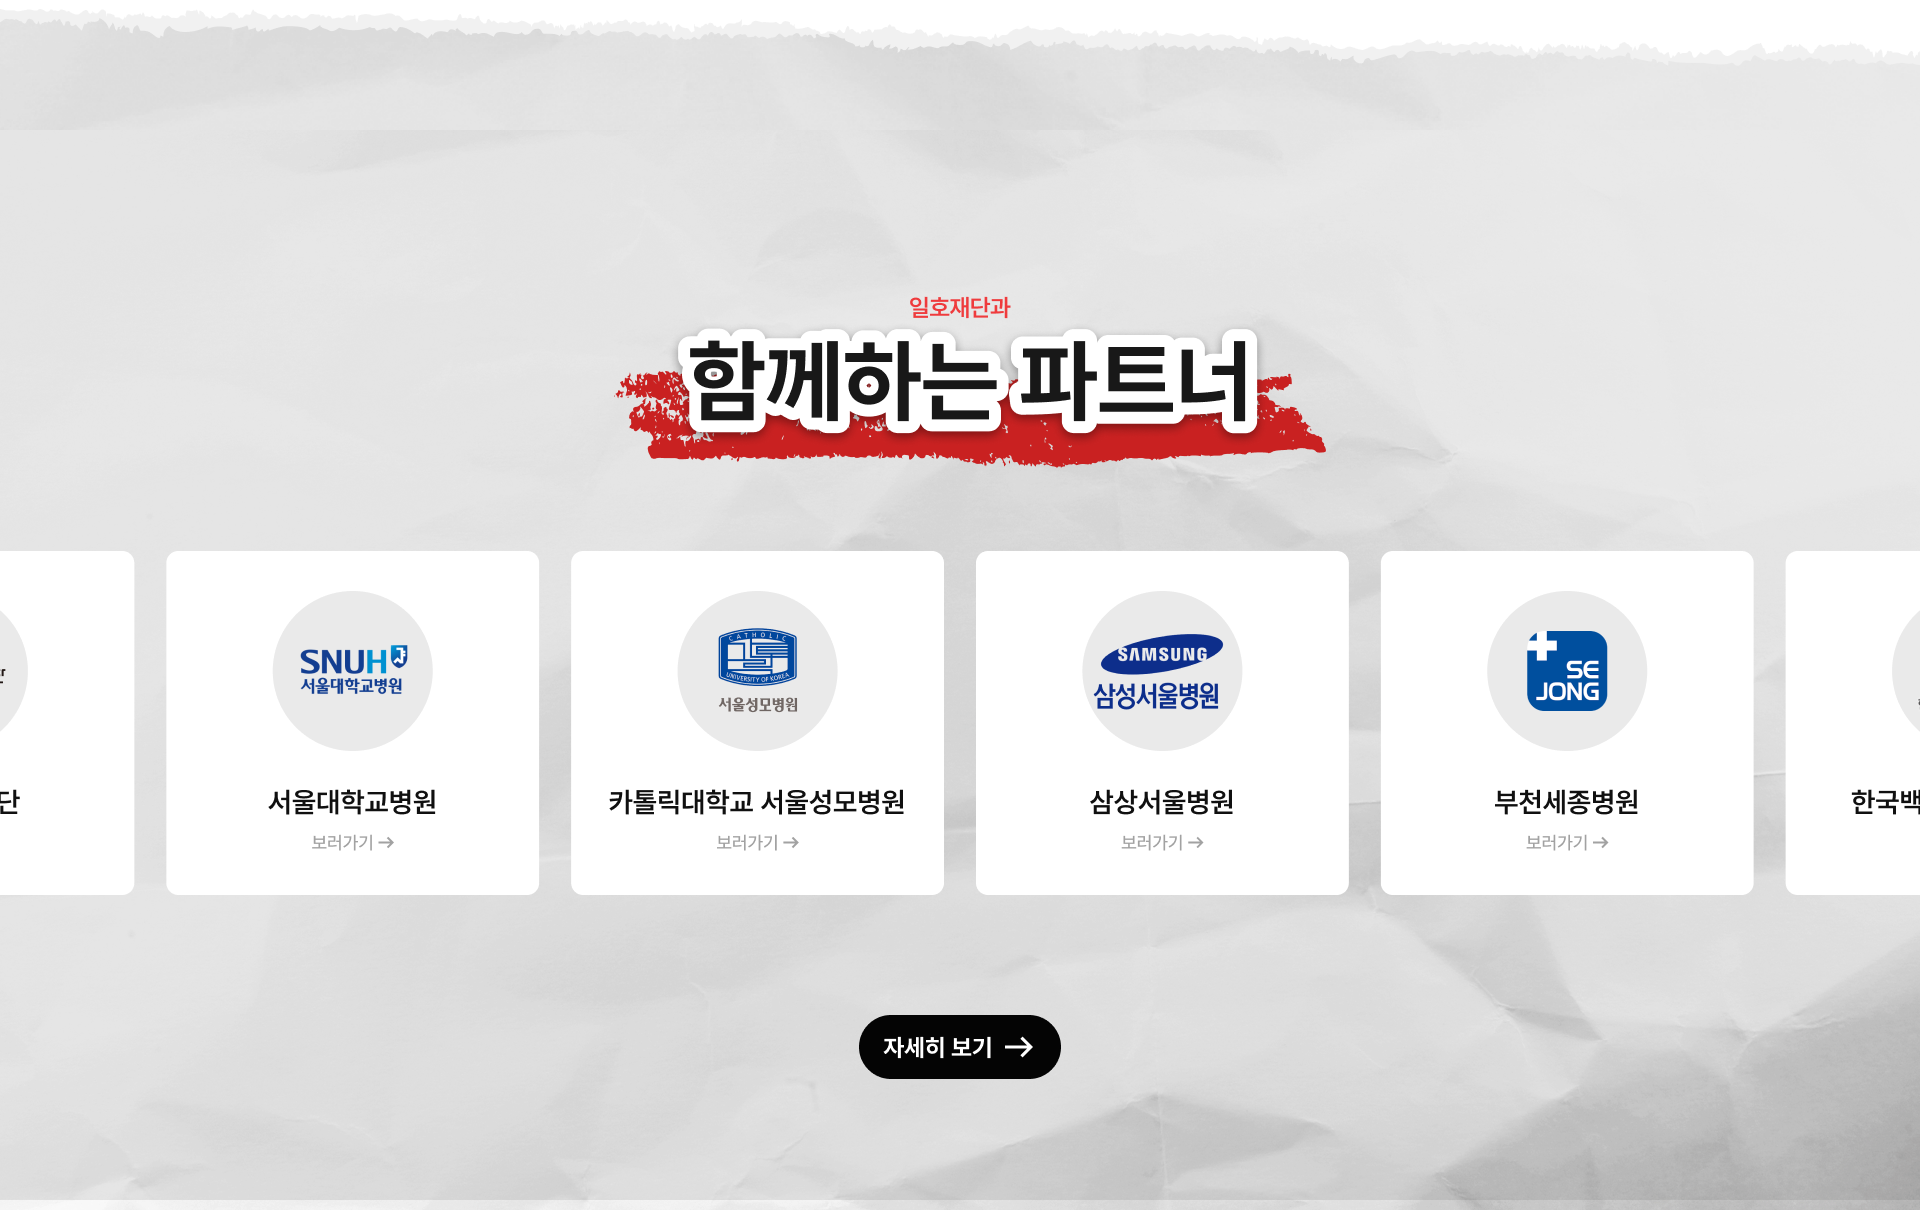 일호재단과
함께하는 파트너
단
SNUH
서울대학교병원
서울대학교병원
보러가기
CATHOLIC
UNIVERSITY OF KOREA
서울성모병원
카톨릭대학교 서울성모병원
보러가기
SAMSUNG
삼성서울병원
삼상서울병원
보러가기
SE
JONG
부천세종병원
보러가기
한국백
자세히 보기